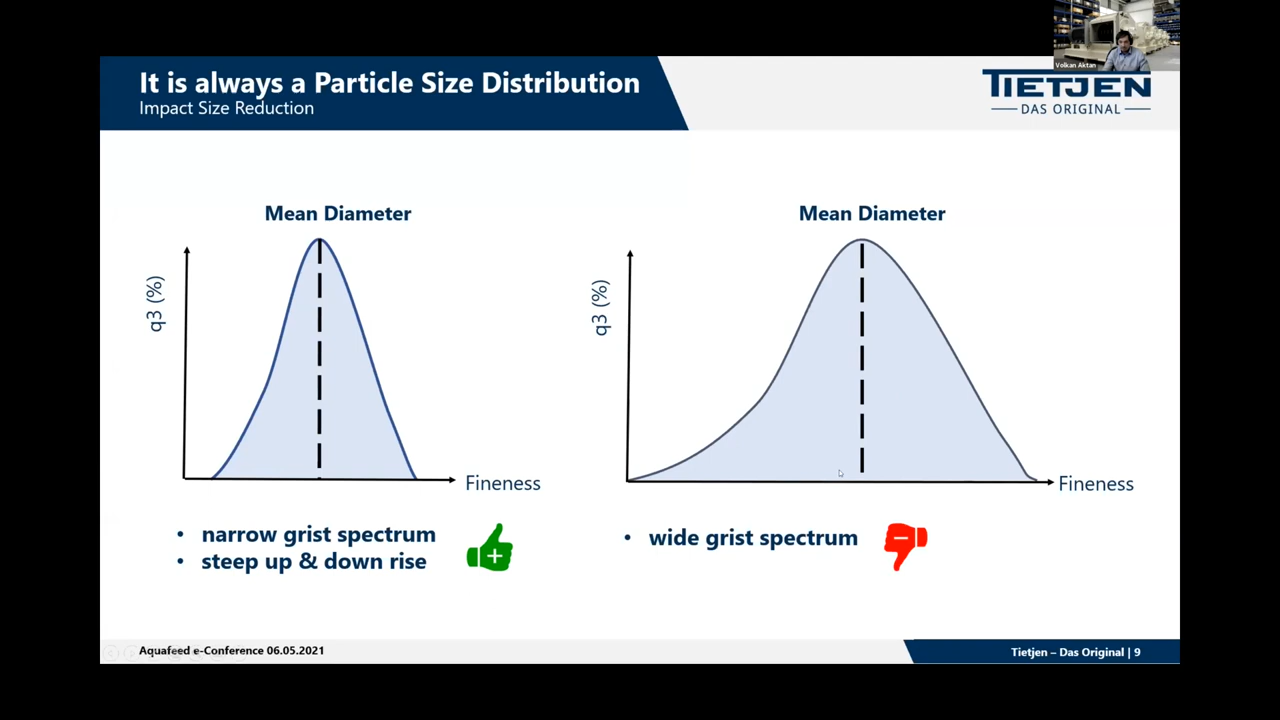 Volkan Aktan
It is always a Particle Size Distribution
Impact Size Reduction
TIETJEN
DAS ORIGINAL
Mean Diameter
q3 (%)
Fineness
• narrow grist spectrum
• steep up & down rise
Mean Diameter
q3 (%)
Fineness
• wide grist spectrum
Aquafeed e-Conference 06.05.2021
Tietjen – Das Original | 9